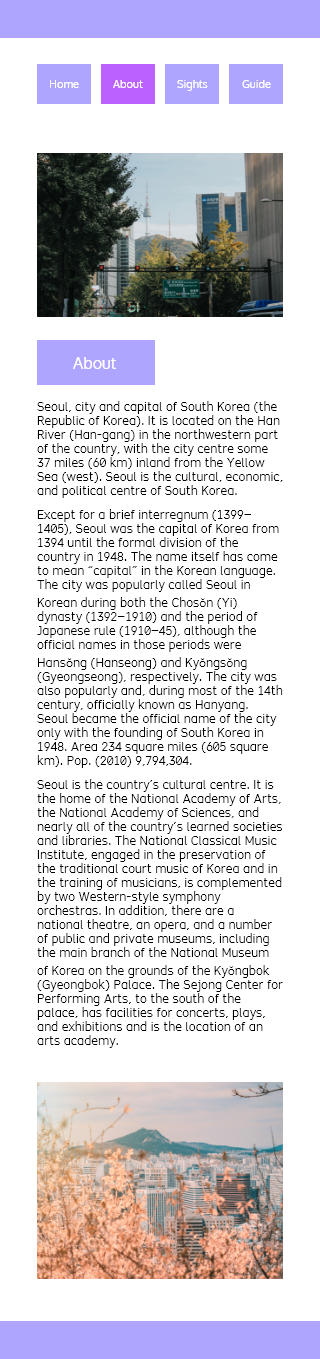 Home About Sights Guide
About
Seoul, city and capital of South Korea (the
Republic of Korea). It is located on the Han
River (Han-gang) in the northwestern part
of the country, with the city centre some
37 miles (60 km) inland from the Yellow
Sea (west). Seoul is the cultural, economic,
and political centre of South Korea.
Except for a brief interregnum (1399–
1405), Seoul was the capital of Korea from
1394 until the formal division of the
country in 1948. The name itself has come
to mean “capital” in the Korean language.
The city was popularly called Seoul in
Korean during both the Chosŏn (Yi)
dynasty (1392–1910) and the period of
Japanese rule (1910–45), although the
official names in those periods were
Hansŏng (Hanseong) and Kyŏngsŏng
(Gyeongseong), respectively. The city was
also popularly and, during most of the 14th
century, officially known as Hanyang.
Seoul became the official name of the city
only with the founding of South Korea in
1948. Area 234 square miles (605 square
km). Pop. (2010) 9,794,304.
Seoul is the country’s cultural centre. It is
the home of the National Academy of Arts,
the National Academy of Sciences, and
nearly all of the country’s learned societies
and libraries. The National Classical Music
Institute, engaged in the preservation of
the traditional court music of Korea and in
the training of musicians, is complemented
by two Western-style symphony
orchestras. In addition, there are a
national theatre, an opera, and a number
of public and private museums, including
the main branch of the National Museum
of Korea on the grounds of the Kyŏngbok
(Gyeongbok) Palace. The Sejong Center for
Performing Arts, to the south of the
palace, has facilities for concerts, plays,
and exhibitions and is the location of an
arts academy.